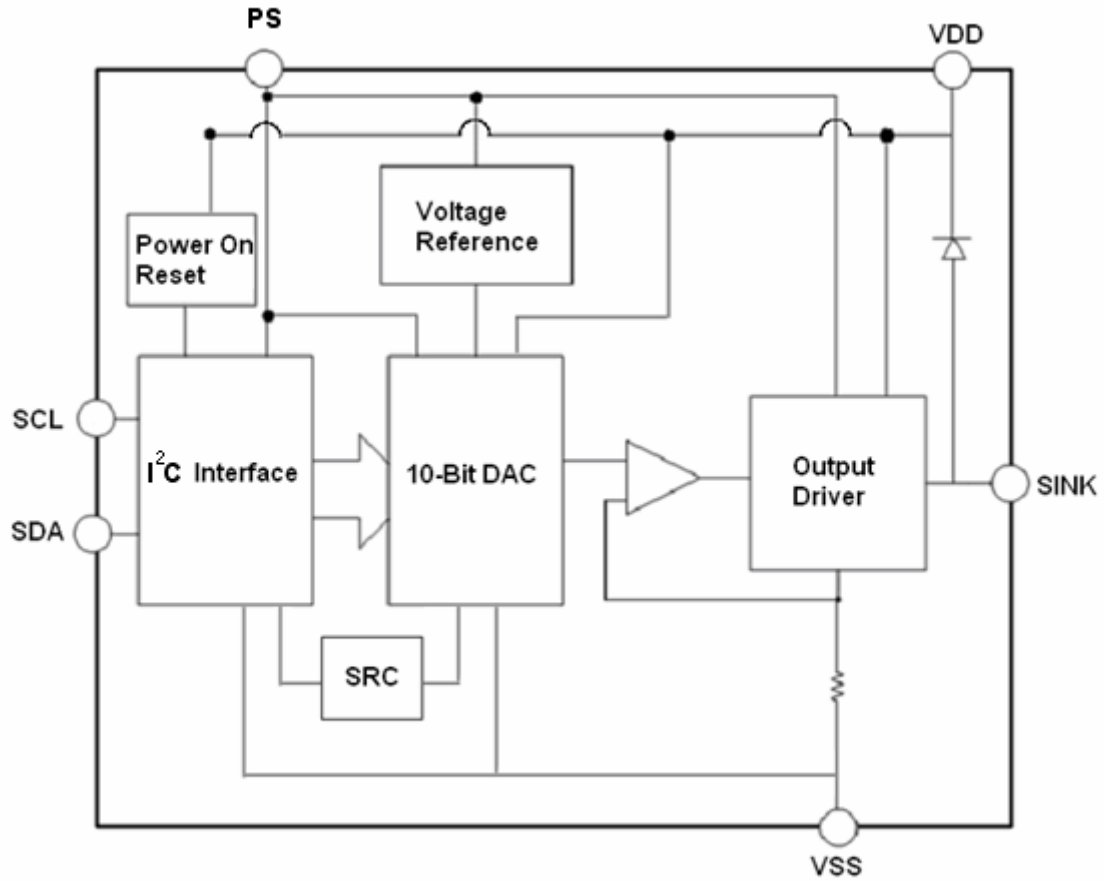 PS
VDD
Power On
Reset
Voltage
Reference
SCL
SDA
I²C Interface
10-Bit DAC
Output
Driver
SINK
SRC
VSS